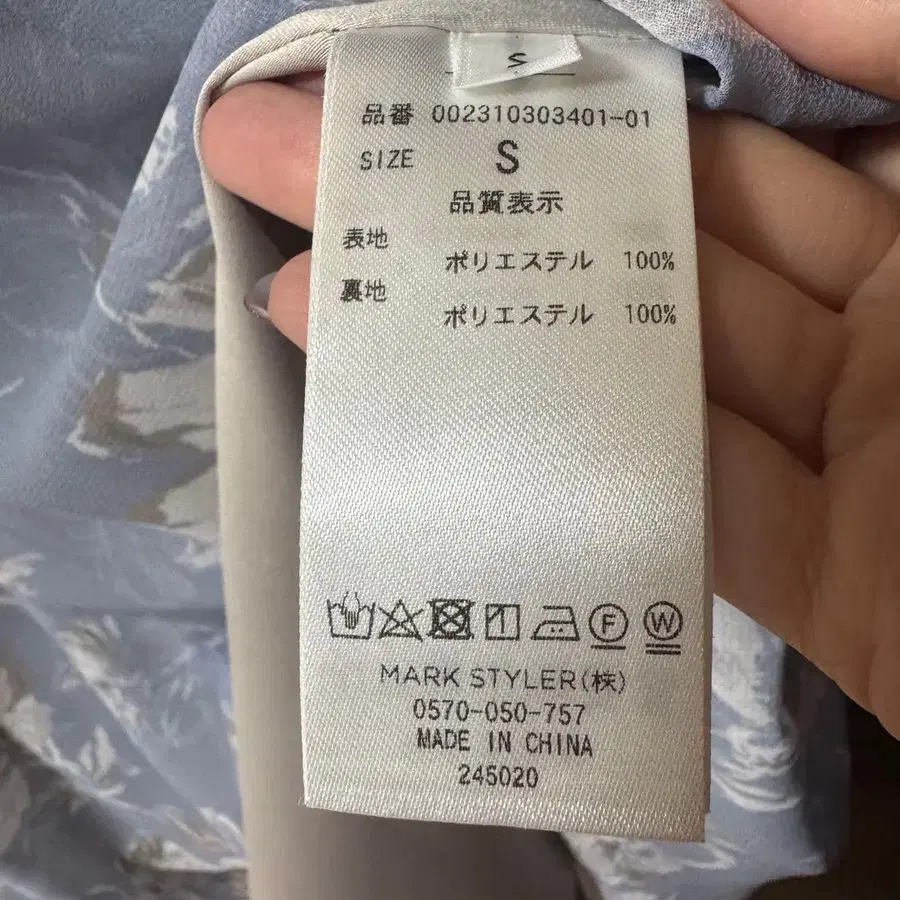 S
品番 002310303401-01
SIZE S
品質表示
表地 ポリエステル 100%
裏地 ポリエステル 100%
F W
MARK STYLER(株)
0570-050-757
MADE IN CHINA
245020